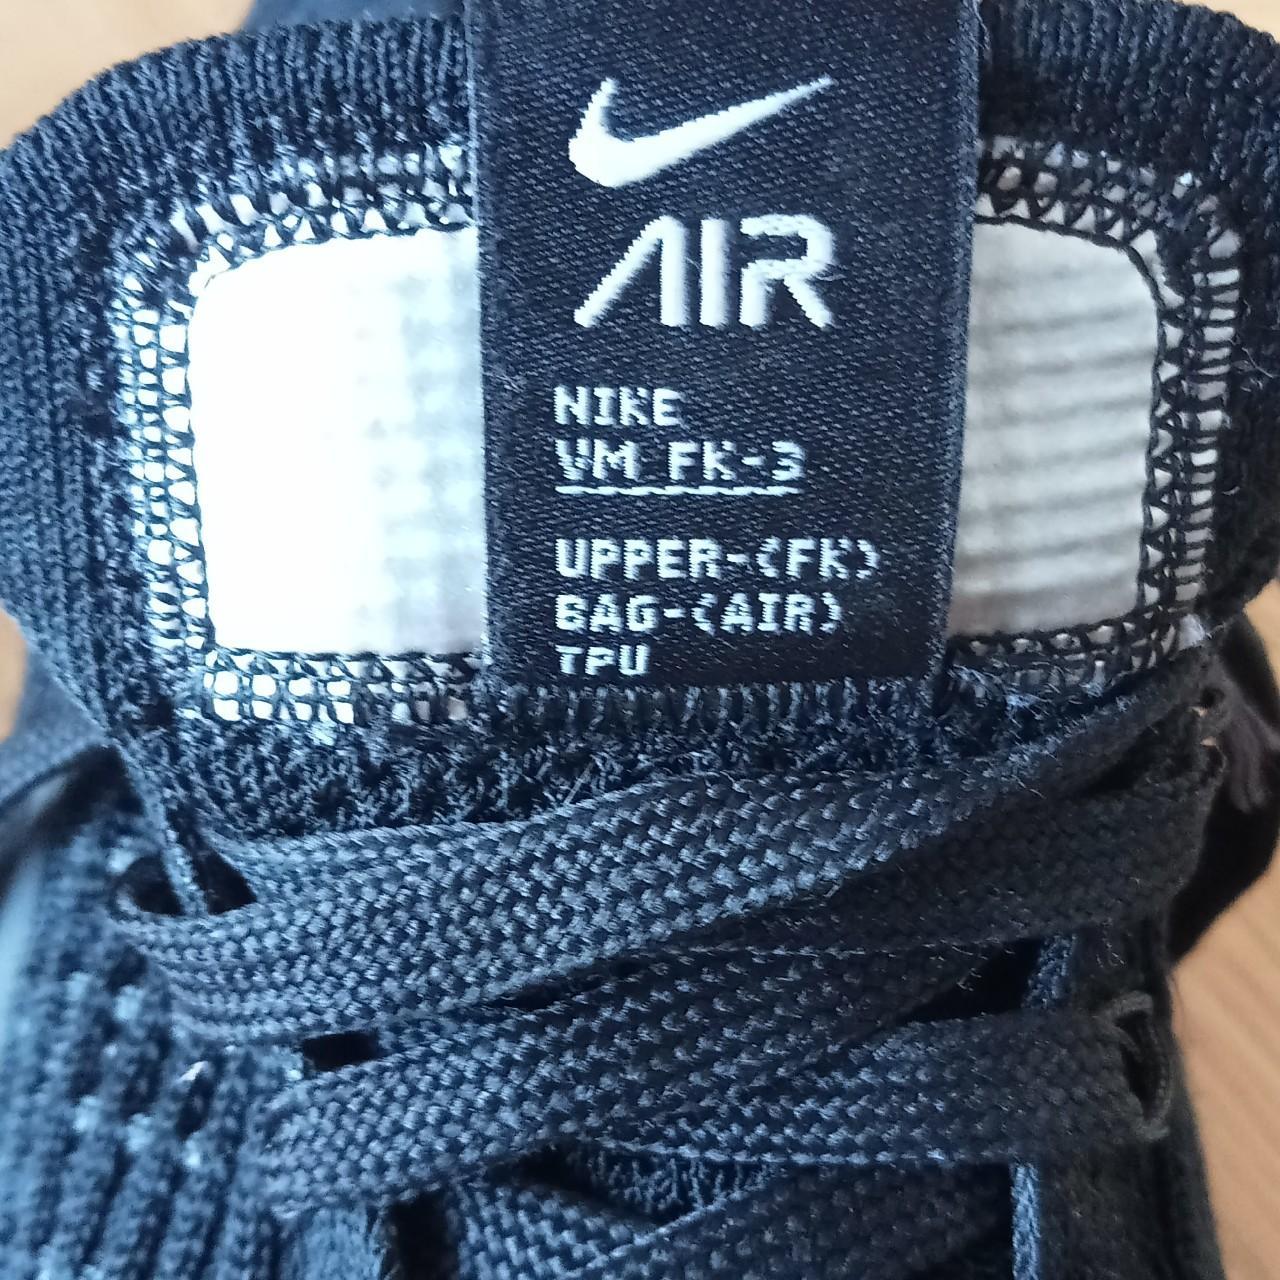 AIR
NIKE
VM FK-3
UPPER-(FK)
BAG-(AIR)
TPU